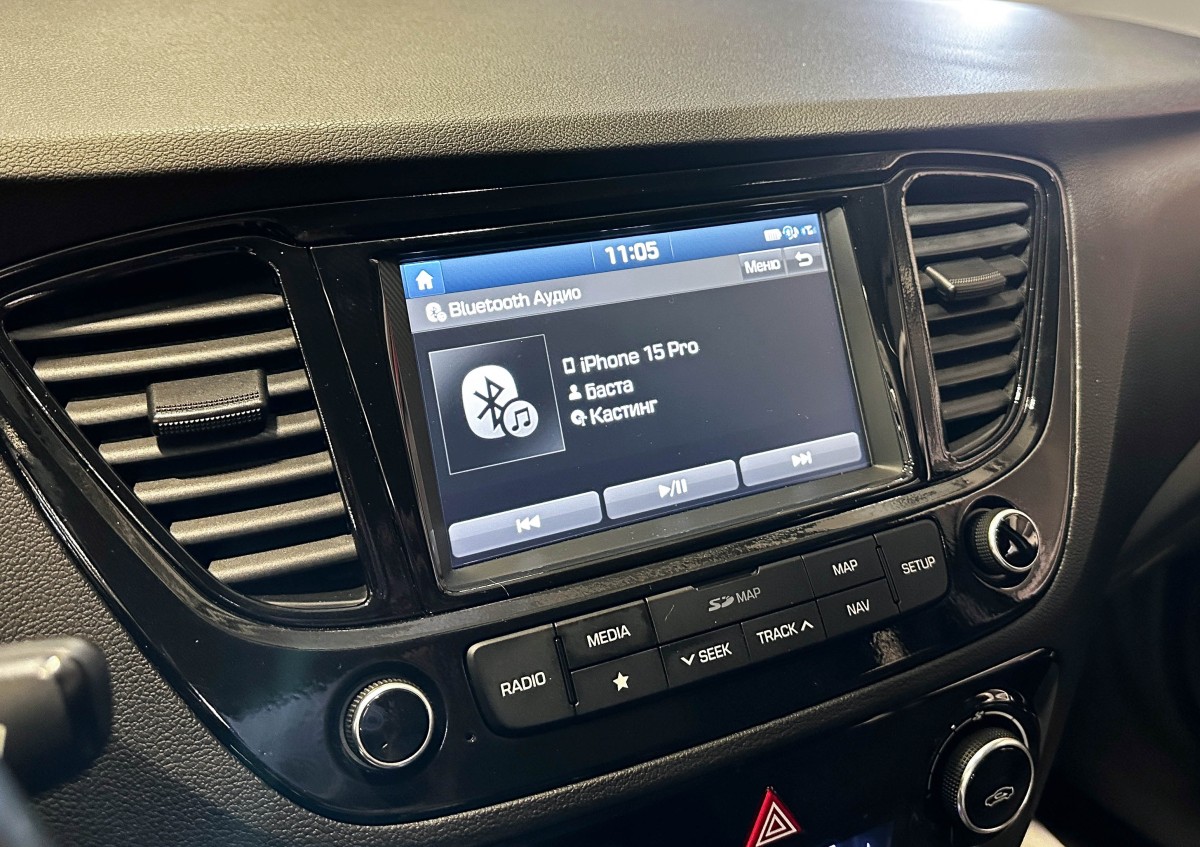 11:05
Меню
Bluetooth Аудио
iPhone 15 Pro
Баста
Кастинг
RADIO
MEDIA
SD MAP
MAP
SETUP
SEEK
TRACK
NAV